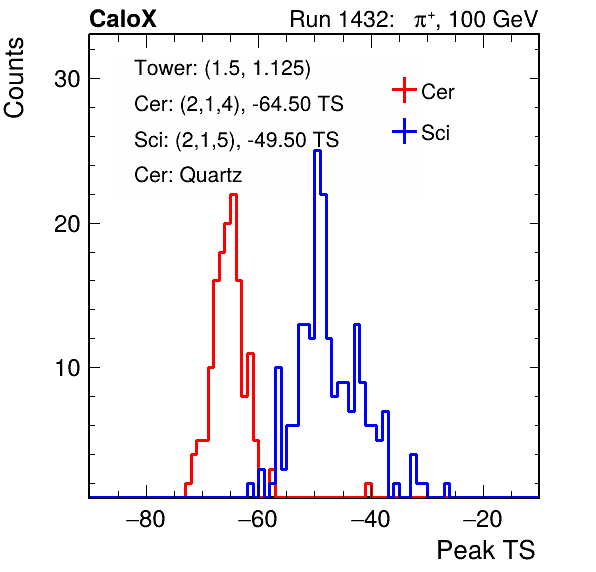 CaloX Run 1432: π⁺, 100 GeV
Counts
Tower: (1.5, 1.125)
Cer: (2,1,4), -64.50 TS
Sci: (2,1,5), -49.50 TS
Cer: Quartz
Cer
Sci
30
20
10
−80 −60 −40 −20
Peak TS